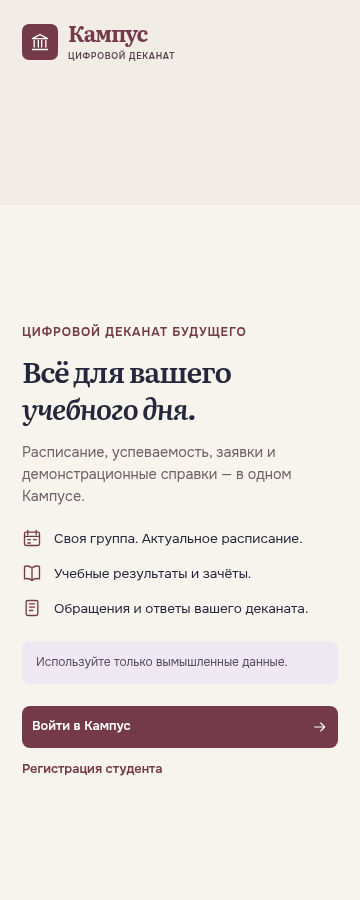 Кампус
ЦИФРОВОЙ ДЕКАНАТ
ЦИФРОВОЙ ДЕКАНАТ БУДУЩЕГО
Всё для вашего
учебного дня.
Расписание, успеваемость, заявки и
демонстрационные справки — в одном
Кампусе.
Своя группа. Актуальное расписание.
Учебные результаты и зачёты.
Обращения и ответы вашего деканата.
Используйте только вымышленные данные.
Войти в Кампус
Регистрация студента